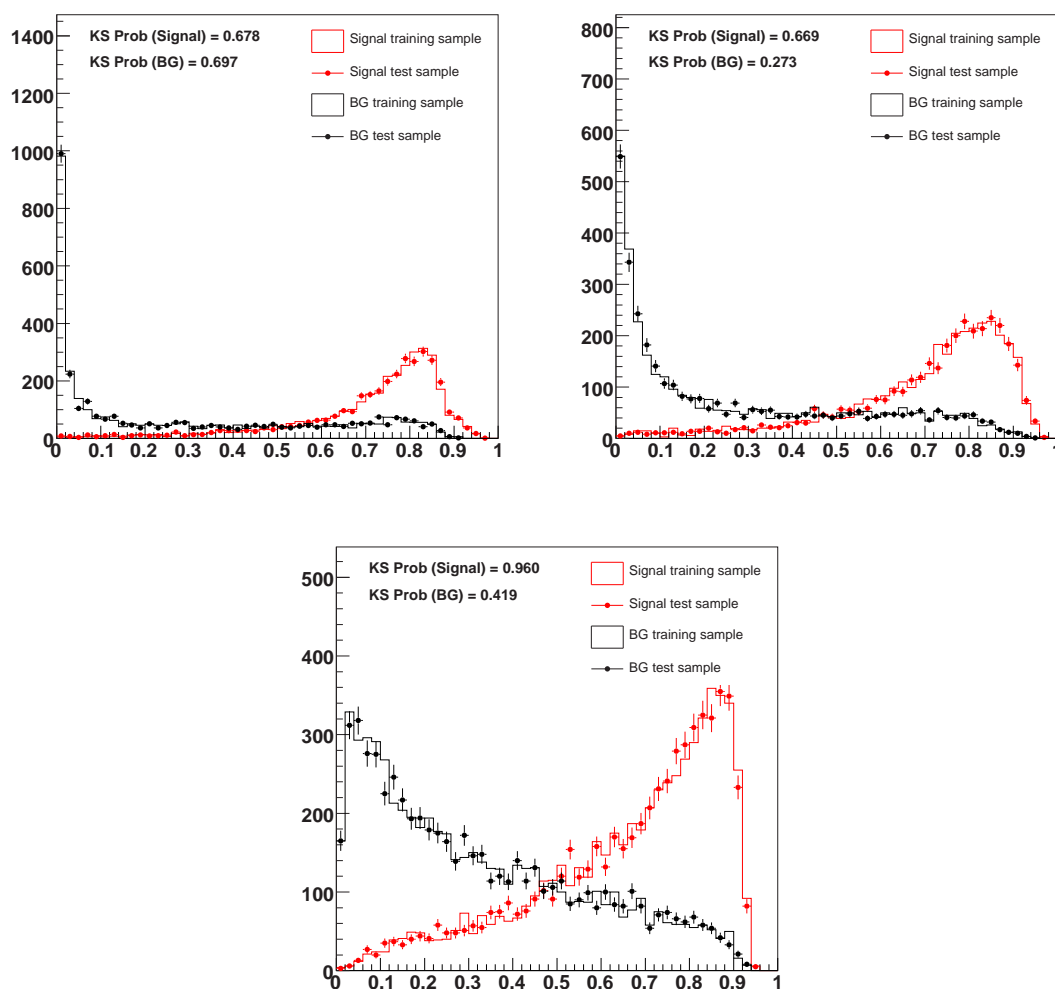 KS Prob (Signal) = 0.678
KS Prob (BG) = 0.697
Signal training sample
Signal test sample
BG training sample
BG test sample
1400
1200
1000
800
600
400
200
0
0 0.1 0.2 0.3 0.4 0.5 0.6 0.7 0.8 0.9 1
KS Prob (Signal) = 0.669
KS Prob (BG) = 0.273
Signal training sample
Signal test sample
BG training sample
BG test sample
800
700
600
500
400
300
200
100
0
0 0.1 0.2 0.3 0.4 0.5 0.6 0.7 0.8 0.9 1
KS Prob (Signal) = 0.960
KS Prob (BG) = 0.419
Signal training sample
Signal test sample
BG training sample
BG test sample
500
400
300
200
100
0
0 0.1 0.2 0.3 0.4 0.5 0.6 0.7 0.8 0.9 1